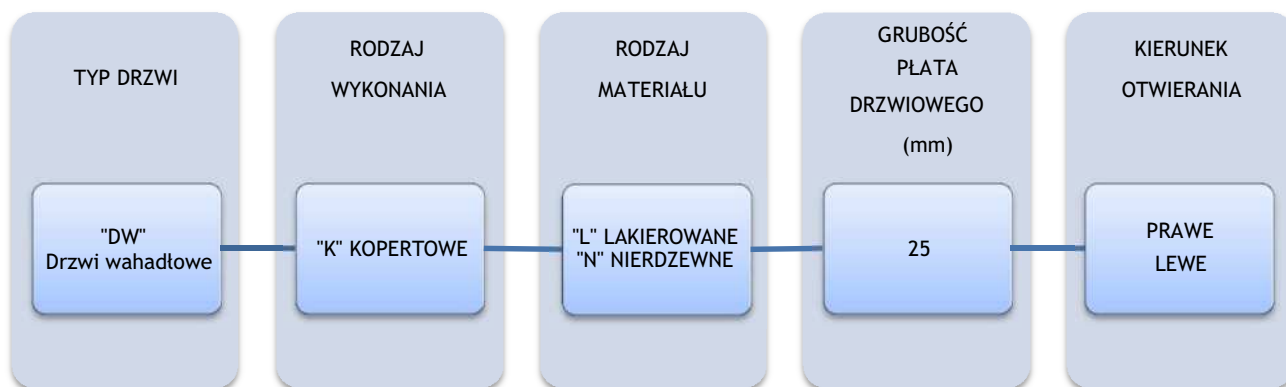 TYP DRZWI
RODZAJ
WYKONANIA
RODZAJ
MATERIAŁU
GRUBOŚĆ
PŁATA
DRZWIOWEGO
(mm)
KIERUNEK
OTWIERANIA
"DW"
Drzwi wahadłowe
"K" KOPERTOWE
"L" LAKIEROWANE
"N" NIERDZEWNE
25
PRAWE
LEWE